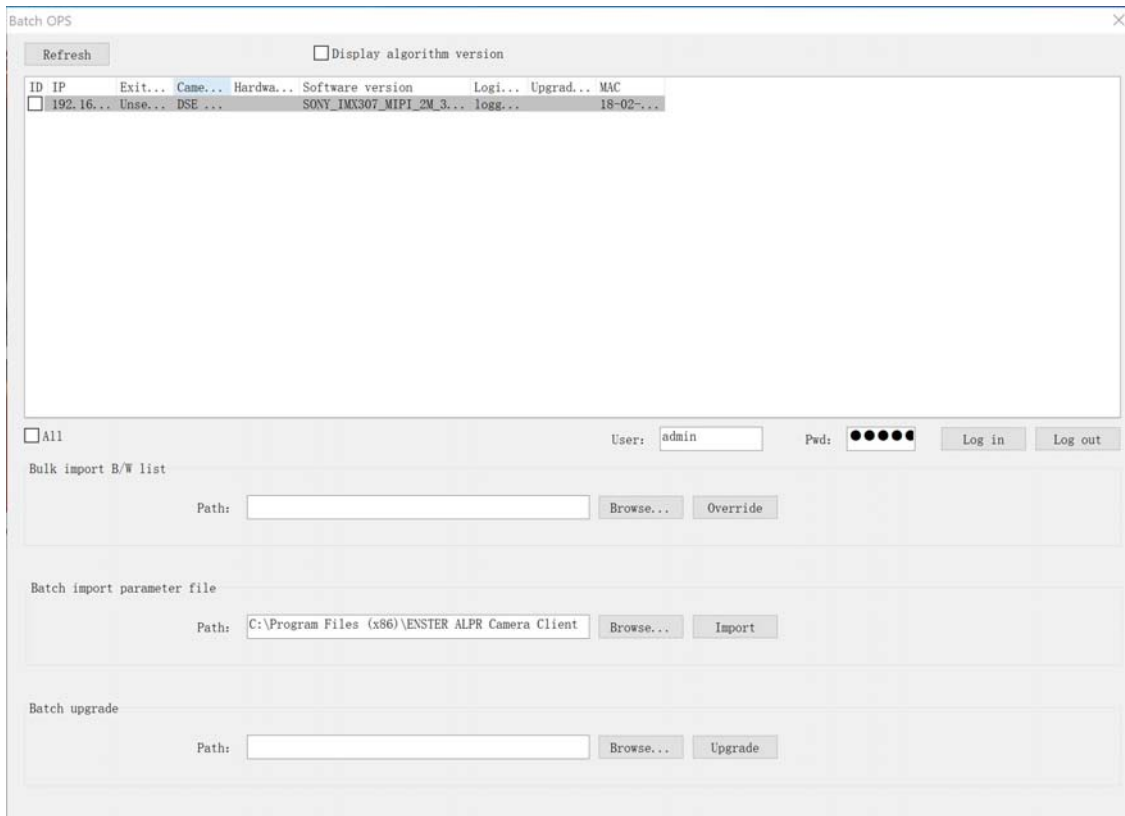 Batch OPS
Refresh Display algorithm version
ID IP Exit... Came... Hardwa... Software version Logi... Upgrad... MAC
192.16... Unse... DSE ... SONY_IMX307_MIPI_2M_3... logg... 18-02-...
All User: admin Pwd: Log in Log out
Bulk import B/W list
Path: Browse... Override
Batch import parameter file
Path: C:\Program Files (x86)\ENSTER ALPR Camera Client Browse... Import
Batch upgrade
Path: Browse... Upgrade